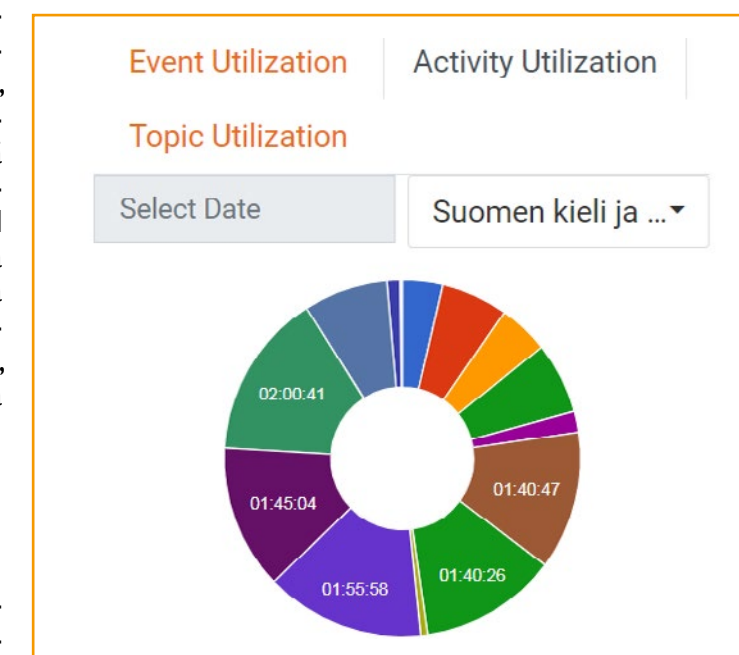 Event Utilization
Activity Utilization
Topic Utilization
Select Date
Suomen kieli ja ...
02:00:41
01:40:47
01:45:04
01:40:26
01:55:58